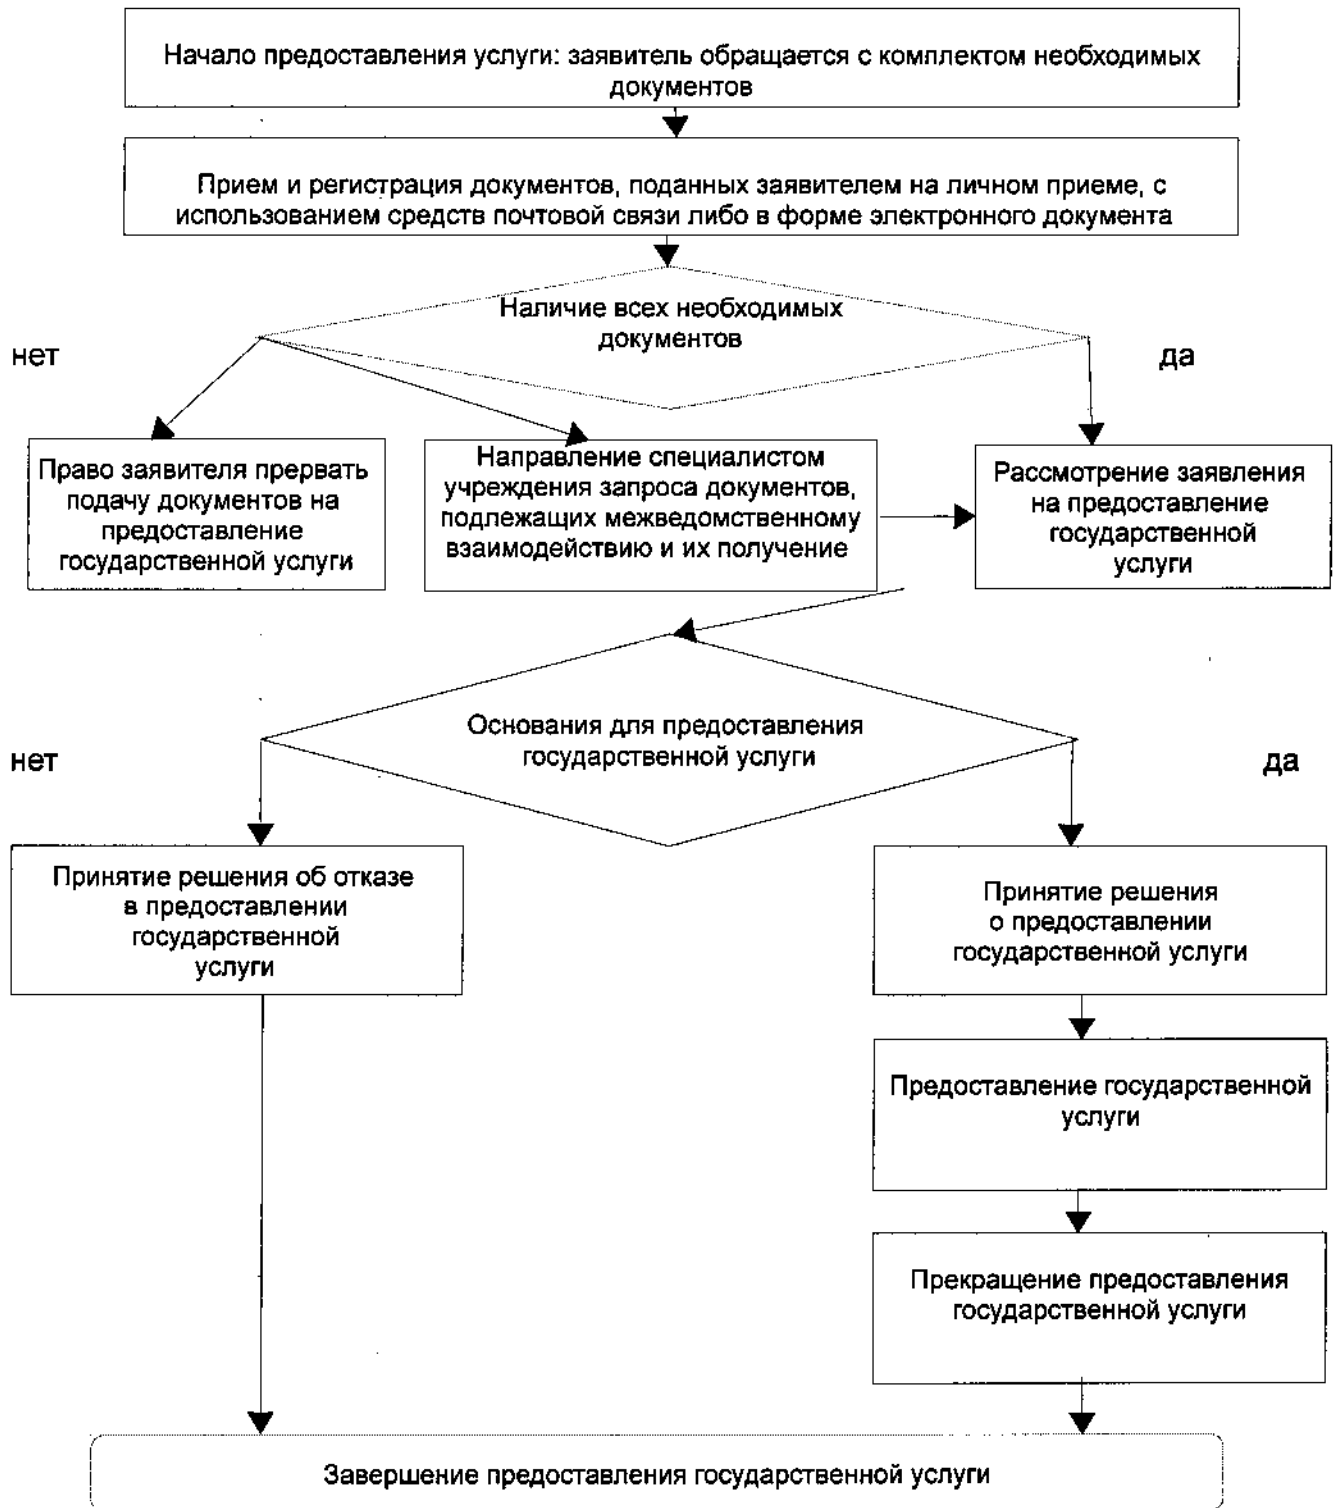 Начало предоставления услуги: заявитель обращается с комплектом необходимых
документов
Прием и регистрация документов, поданных заявителем на личном приеме, с
использованием средств почтовой связи либо в форме электронного документа
Наличие всех необходимых
документов
нет
да
Право заявителя прервать
подачу документов на
предоставление
государственной услуги
Направление специалистом
учреждения запроса документов,
подлежащих межведомственному
взаимодействию и их получение
Рассмотрение заявления
на предоставление
государственной
услуги
Основания для предоставления
государственной услуги
нет
да
Принятие решения об отказе
в предоставлении
государственной
услуги
Принятие решения
о предоставлении
государственной услуги
Предоставление государственной
услуги
Прекращение предоставления
государственной услуги
Завершение предоставления государственной услуги